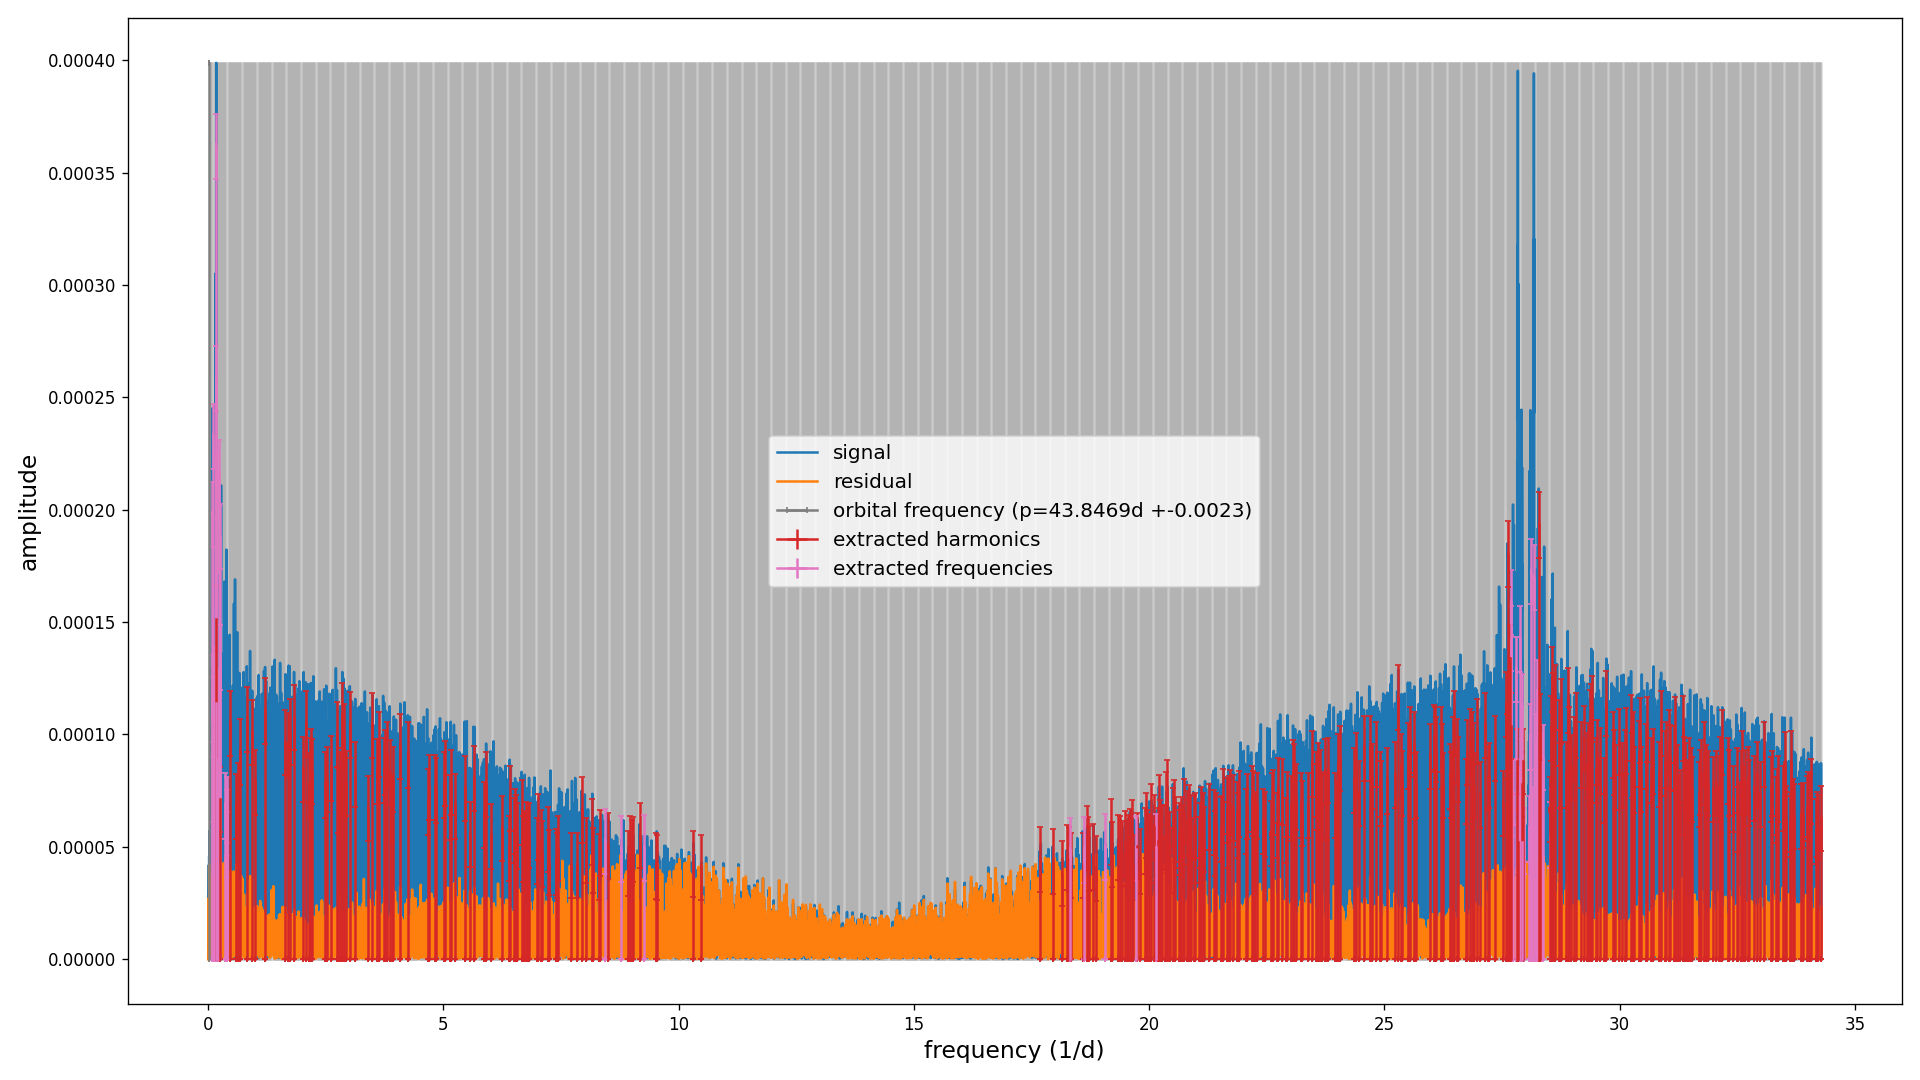 0.00040
0.00035
0.00030
0.00025
0.00020
0.00015
0.00010
0.00005
0.00000
amplitude
signal
residual
orbital frequency (p=43.8469d +-0.0023)
extracted harmonics
extracted frequencies
0 5 10 15 20 25 30 35
frequency (1/d)